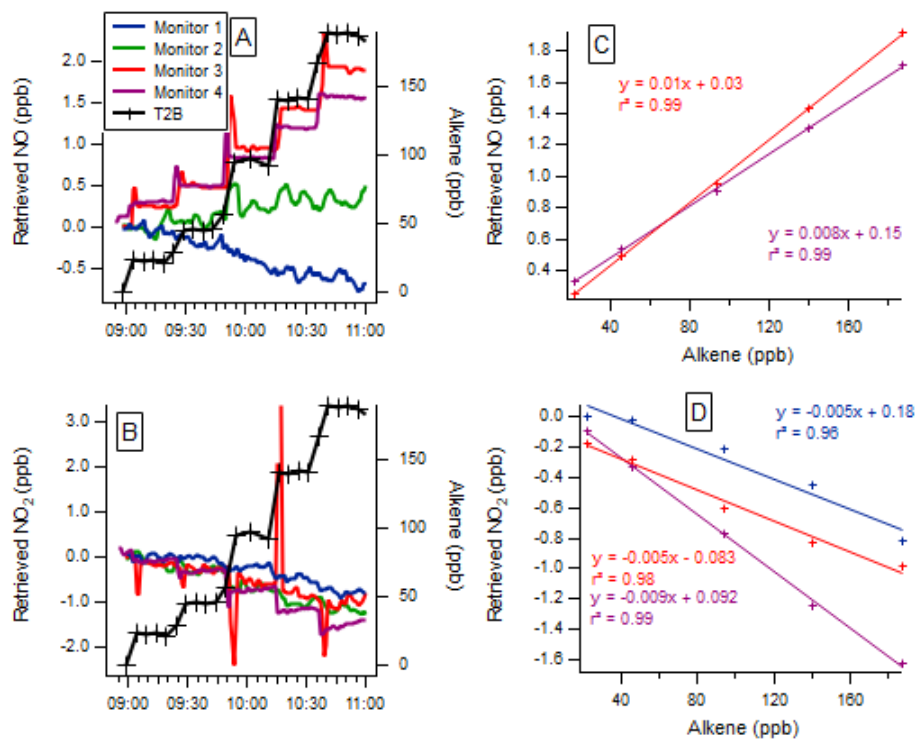 Monitor 1
Monitor 2
Monitor 3
Monitor 4
T2B
A
2.0
1.5
1.0
0.5
0.0
-0.5
Retrieved NO (ppb)
150
100
50
0
Alkene (ppb)
09:00 09:30 10:00 10:30 11:00
C
1.8
1.6
1.4
1.2
1.0
0.8
0.6
0.4
Retrieved NO (ppb)
y = 0.01x + 0.03
r² = 0.99
y = 0.008x + 0.15
r² = 0.99
40 80 120 160
Alkene (ppb)
B
3.0
2.0
1.0
0.0
-1.0
-2.0
Retrieved NO₂ (ppb)
150
100
50
0
Alkene (ppb)
09:00 09:30 10:00 10:30 11:00
D
0.0
-0.2
-0.4
-0.6
-0.8
-1.0
-1.2
-1.4
-1.6
Retrieved NO₂ (ppb)
y = -0.005x + 0.18
r² = 0.96
y = -0.005x - 0.083
r² = 0.98
y = -0.009x + 0.092
r² = 0.99
40 80 120 160
Alkene (ppb)